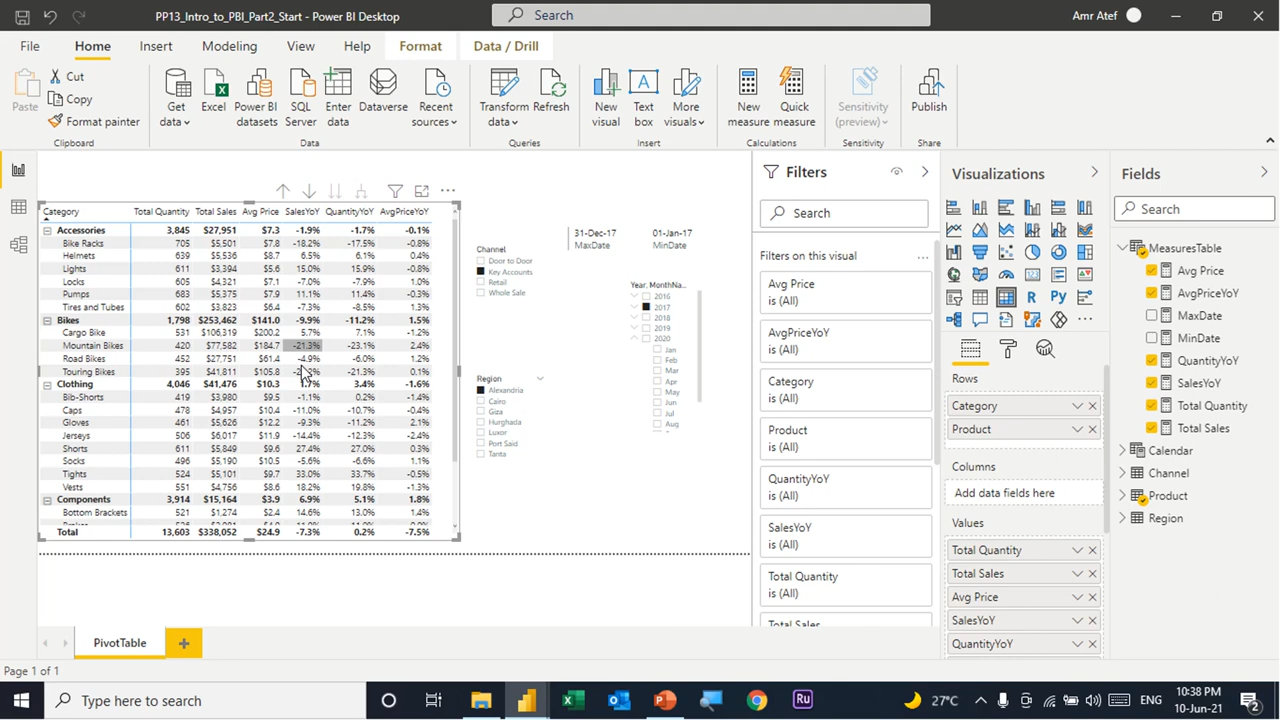 PP13_Intro_to_PBI_Part2_Start - Power BI Desktop
Search
Amr Atef
File
Home
Insert
Modeling
View
Help
Format
Data / Drill
Paste
Cut
Copy
Format painter
Get data
Excel
Power BI datasets
SQL Server
Enter data
Dataverse
Recent sources
Transform data
Refresh
New visual
Text box
More visuals
New measure
Quick measure
Sensitivity (preview)
Publish
Clipboard
Data
Queries
Insert
Calculations
Sensitivity
Share
Category Total Quantity Total Sales Avg Price SalesYoY QuantityYoY AvgPriceYoY
Accessories 3,845 $27,951 $7.3 -1.9% -1.7% -0.1%
Bike Racks 705 $5,501 $7.8 -18.2% -17.5% -0.8%
Helmets 639 $5,536 $8.7 6.5% 6.1% 0.4%
Lights 611 $3,394 $5.6 15.0% 15.9% -0.8%
Locks 605 $4,321 $7.1 -7.0% -7.9% 1.0%
Pumps 683 $5,375 $7.9 11.1% 11.4% -0.3%
Tires and Tubes 602 $3,822 $6.4 -7.3% -8.5% 1.3%
Bikes 1,798 $253,462 $141.0 -9.9% -11.2% 1.5%
Cargo Bike 531 $106,319 $200.2 5.7% 7.1% -1.2%
Mountain Bikes 420 $77,582 $184.7 -21.3% -23.1% 2.4%
Road Bikes 452 $27,751 $61.4 -4.9% -6.0% 1.2%
Touring Bikes 395 $41,811 $105.8 -21.3% 0.1%
Clothing 4,046 $41,476 $10.3 3.4% -1.6%
Bib-Shorts 419 $3,980 $9.5 -1.1% 0.2% -1.4%
Caps 478 $4,957 $10.4 -11.0% -10.7% -0.4%
Gloves 461 $5,626 $12.2 -9.3% -11.2% 2.1%
Jerseys 506 $6,017 $11.9 -14.4% -12.3% -2.4%
Shorts 611 $5,849 $9.6 27.4% 27.0% 0.3%
Socks 496 $5,190 $10.5 -5.6% -6.6% 1.1%
Tights 524 $5,101 $9.7 33.0% 33.7% -0.5%
Vests 551 $4,756 $8.6 18.2% 19.8% -1.3%
Components 3,914 $15,164 $3.9 6.9% 5.1% 1.8%
Bottom Brackets 521 $1,274 $2.4 14.6% 13.0% 1.4%
Total 13,603 $338,052 $24.9 -7.3% 0.2% -7.5%
Channel
Door to Door
Key Accounts
Retail
Whole Sale
31-Dec-17
MaxDate
01-Jan-17
MinDate
Year, MonthNa...
2016
2017
2018
2019
2020
Jan
Feb
Mar
Apr
May
Jun
Jul
Aug
Region
Alexandria
Cairo
Giza
Hurghada
Luxor
Port Said
Tanta
Filters
Search
Filters on this visual
...
Avg Price
is (All)
AvgPriceYoY
is (All)
Category
is (All)
Product
is (All)
QuantityYoY
is (All)
SalesYoY
is (All)
Total Quantity
is (All)
Total Sales
Visualizations
R
Py
Rows
Category
Product
Columns
Add data fields here
Values
Total Quantity
Total Sales
Avg Price
SalesYoY
QuantityYoY
Fields
Search
MeasuresTable
Avg Price
AvgPriceYoY
MaxDate
MinDate
QuantityYoY
SalesYoY
Total Quantity
Total Sales
Calendar
Channel
Product
Region
PivotTable
Page 1 of 1
Type here to search
Ru
27°C
ENG
10:38 PM
10-Jun-21
2